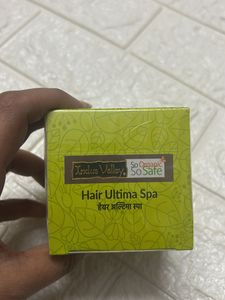 Indus Valley
So Organic
So Safe
Hair Ultima Spa
हेयर अल्टिमा स्पा